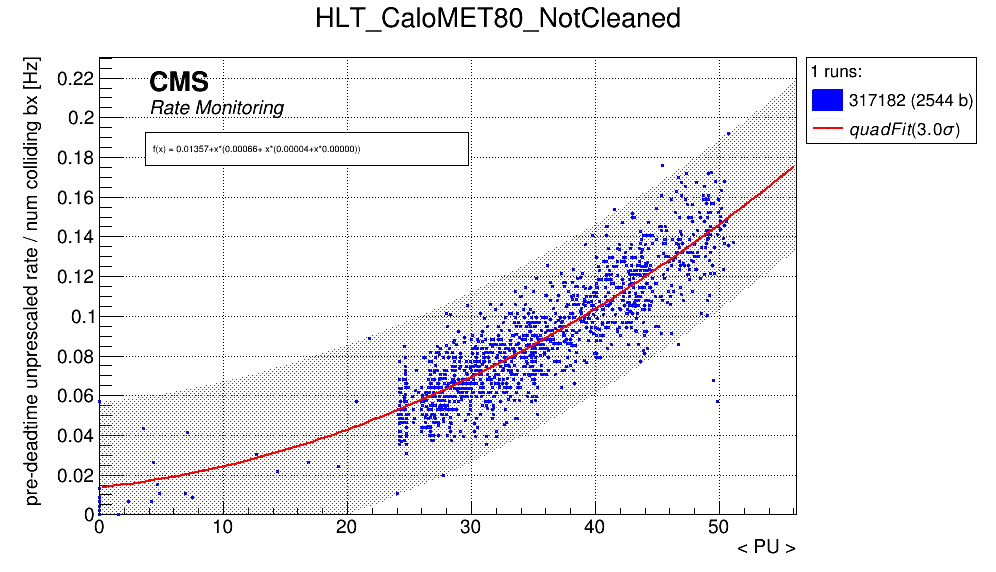 HLT_CaloMET80_NotCleaned
pre-deadtime unprescaled rate / num colliding bx [Hz]
CMS
Rate Monitoring
f(x) = 0.01357+x*(0.00066+ x*(0.00004+x*0.00000))
1 runs:
317182 (2544 b)
quadFit(3.0σ)
0.22
0.2
0.18
0.16
0.14
0.12
0.1
0.08
0.06
0.04
0.02
0
0 10 20 30 40 50
< PU >